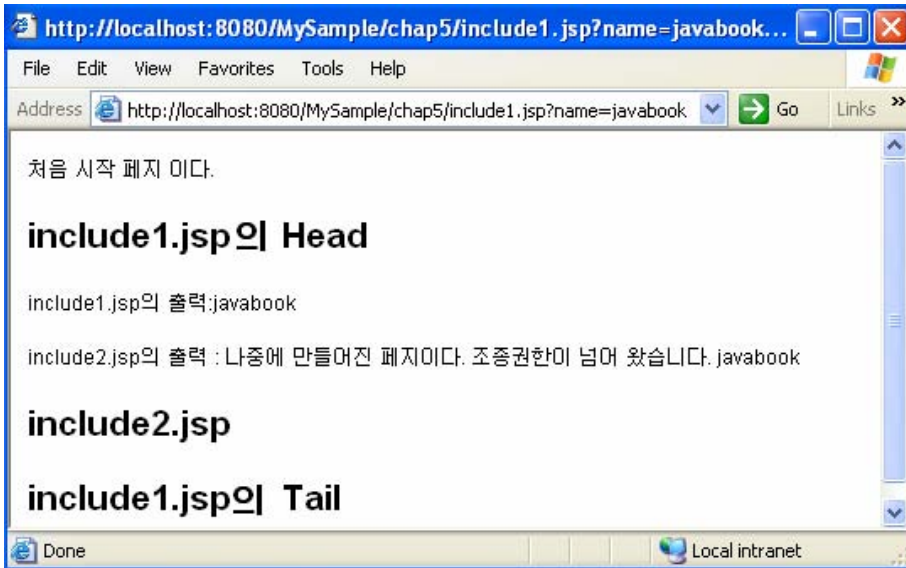 http://localhost:8080/MySample/chap5/include1.jsp?name=javabook...
File Edit View Favorites Tools Help
Address http://localhost:8080/MySample/chap5/include1.jsp?name=javabook Go Links »
처음 시작 페지 이다.
include1.jsp의 Head
include1.jsp의 출력:javabook
include2.jsp의 출력 : 나중에 만들어진 페지이다. 조종권한이 넘어 왔습니다. javabook
include2.jsp
include1.jsp의 Tail
Done Local intranet